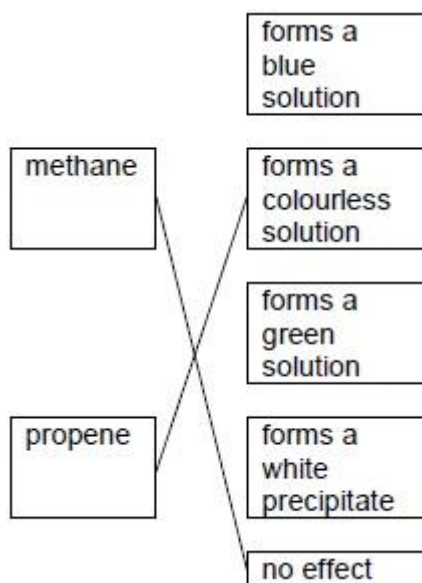 forms a
blue
solution
methane
forms a
colourless
solution
forms a
green
solution
propene
forms a
white
precipitate
no effect